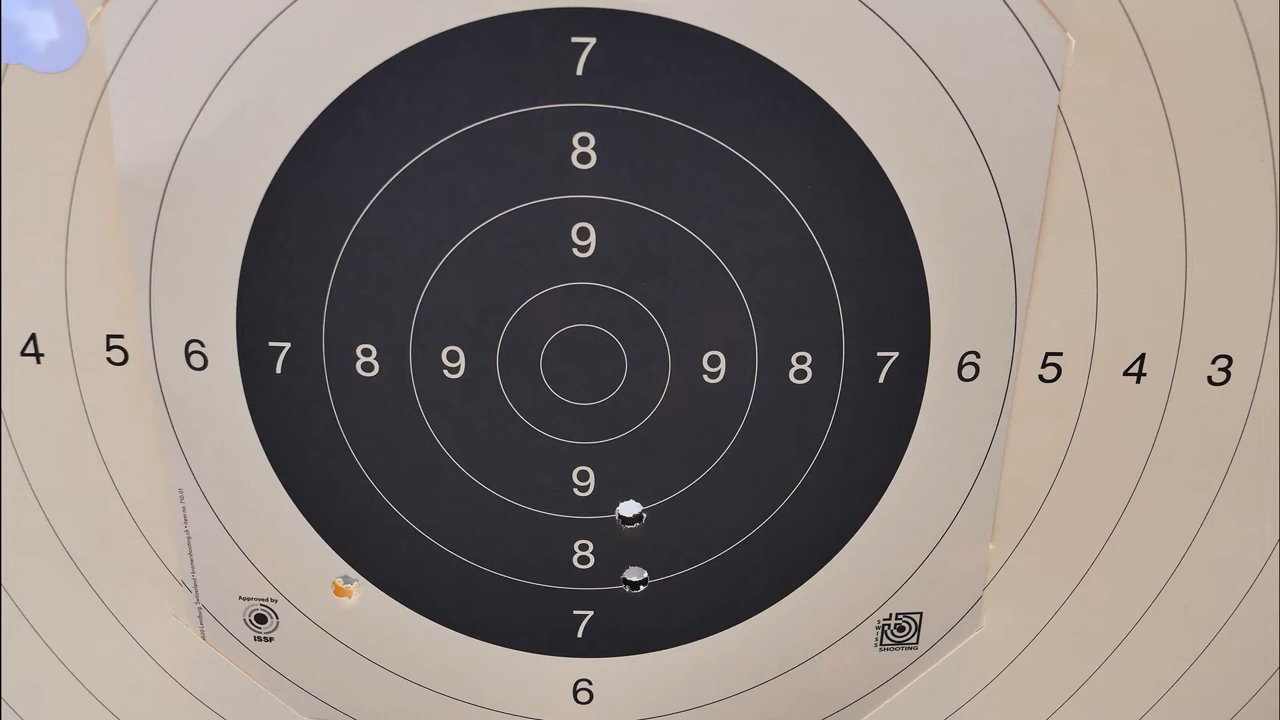 7
8
9
4 5 6 7 8 9 9 8 7 6 5 4 3
9
8
7
6
Approved by
ISSF
SWISS
SHOOTING